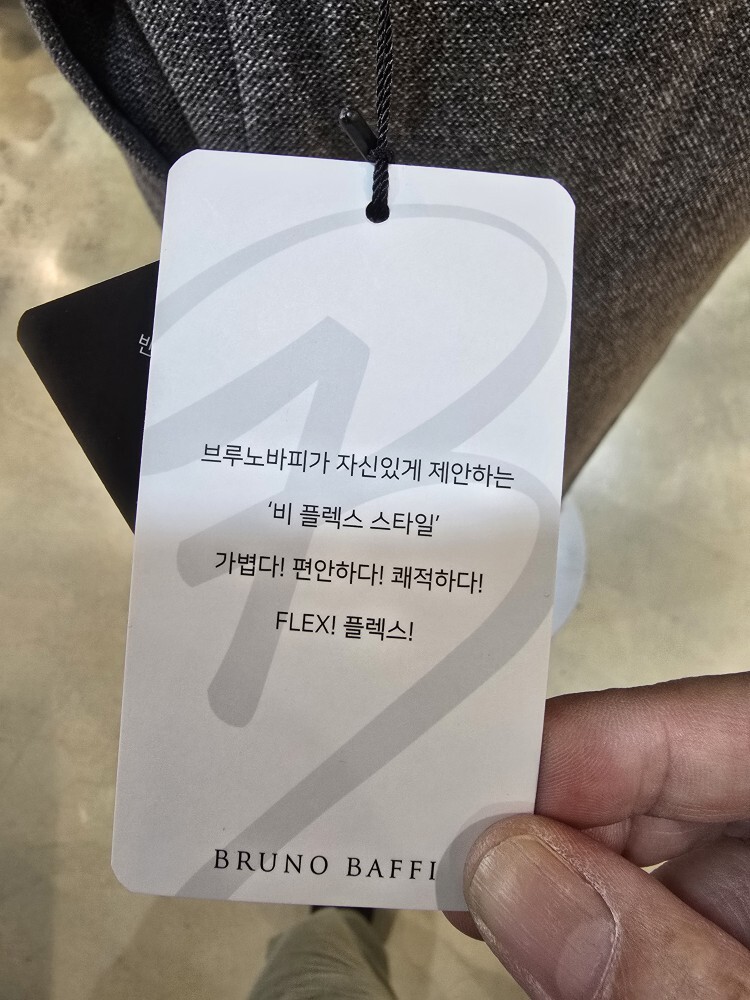 브루노바피가 자신있게 제안하는
'비 플렉스 스타일'
가볍다! 편안하다! 쾌적하다!
FLEX! 플렉스!
BRUNO BAFFI